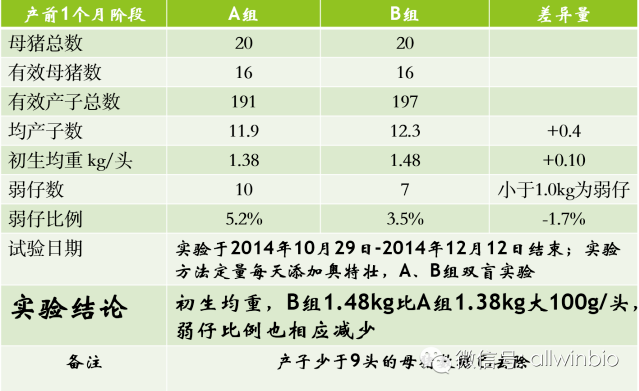 产前1个月阶段 A组 B组 差异量
母猪总数 20 20
有效母猪数 16 16
有效产子总数 191 197
均产子数 11.9 12.3 +0.4
初生均重 kg/头 1.38 1.48 +0.10
弱仔数 10 7 小于1.0kg为弱仔
弱仔比例 5.2% 3.5% -1.7%
试验日期 实验于2014年10月29日-2014年12月12日结束；实验
方法定量每天添加奥特壮，A、B组双盲实验
实验结论 初生均重，B组1.48kg比A组1.38kg大100g/头，
弱仔比例也相应减少
备注 产子少于9头的母猪 去除
微信号: allwinbio